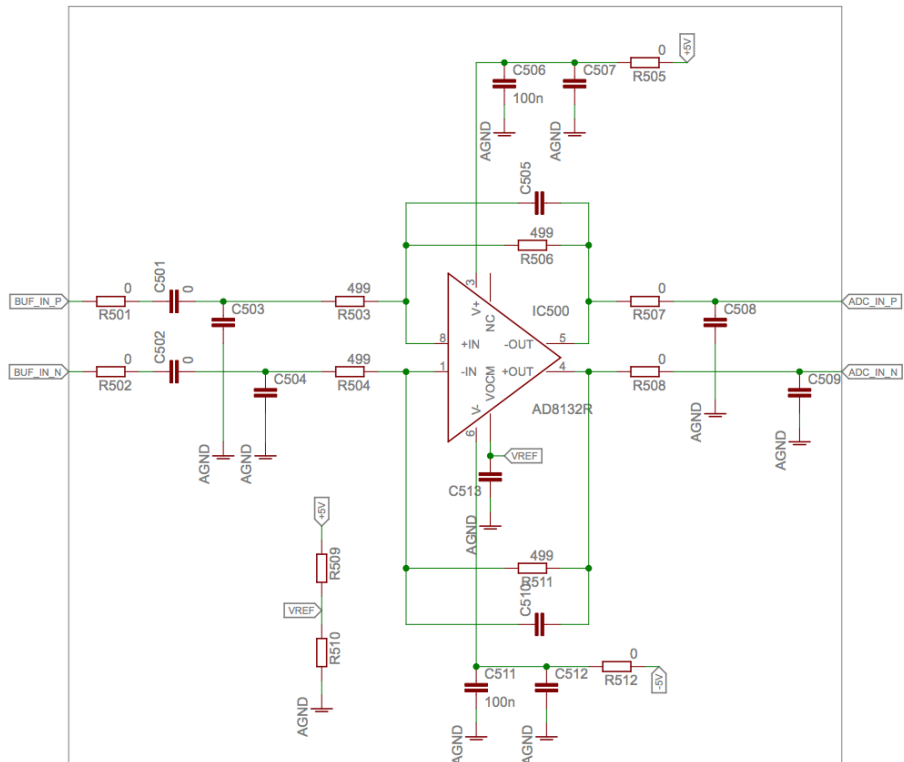 0
+5V
C506
C507
R505
100n
AGND
AGND
C505
499
R506
C501
0
0
499
3
V+
NC
IC500
0
BUF_IN_P
ADC_IN_P
R501
C503
R503
R507
C508
8
+IN
-OUT
5
C502
0
0
499
0
BUF_IN_N
1
-IN
+OUT
4
ADC_IN_N
R502
C504
R504
R508
C509
VOCM
V-
6
AD8132R
AGND
AGND
VREF
AGND
AGND
C513
+5V
AGND
R509
499
R511
VREF
C510
R510
0
C511
C512
R512
-5V
100n
AGND
AGND
AGND